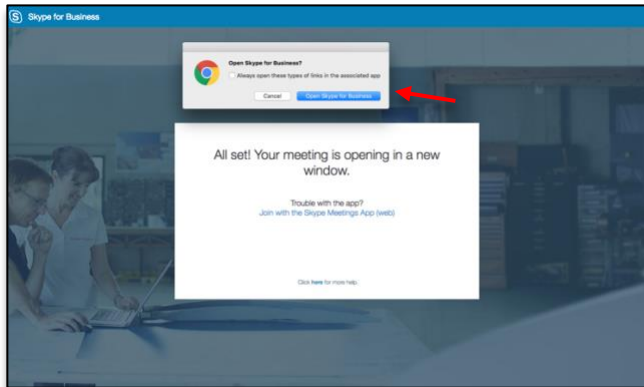 Skype for Business
Open Skype for Business?
Always open these types of links in the associated app
Cancel
Open Skype for Business
All set! Your meeting is opening in a new
window.
Trouble with the app?
Join with the Skype Meetings App (web)
Click here for more help.